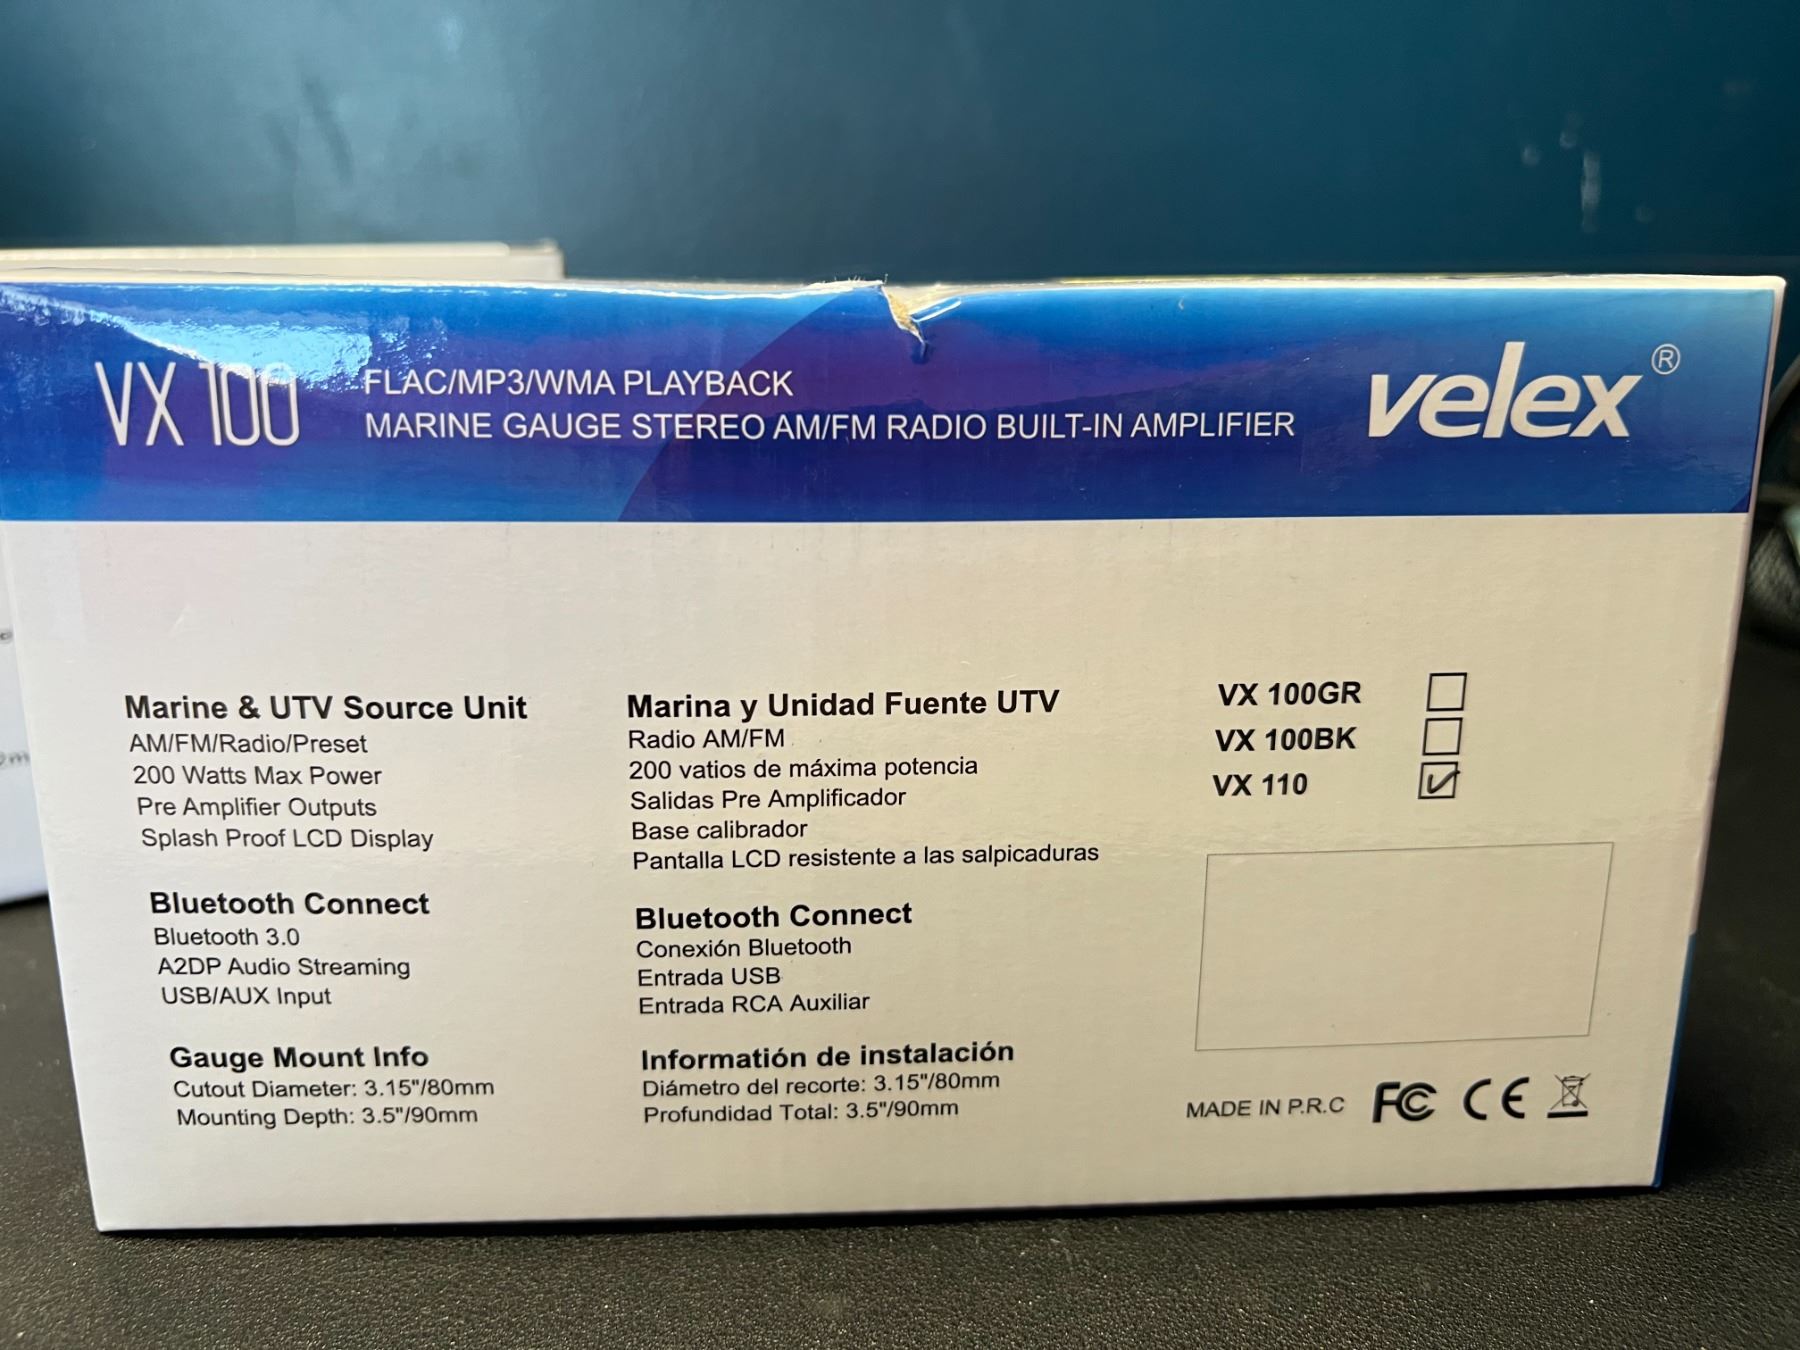 VX 100
FLAC/MP3/WMA PLAYBACK
MARINE GAUGE STEREO AM/FM RADIO BUILT-IN AMPLIFIER
velex®
Marine & UTV Source Unit
AM/FM/Radio/Preset
200 Watts Max Power
Pre Amplifier Outputs
Splash Proof LCD Display
Bluetooth Connect
Bluetooth 3.0
A2DP Audio Streaming
USB/AUX Input
Gauge Mount Info
Cutout Diameter: 3.15"/80mm
Mounting Depth: 3.5"/90mm
Marina y Unidad Fuente UTV
Radio AM/FM
200 vatios de máxima potencia
Salidas Pre Amplificador
Base calibrador
Pantalla LCD resistente a las salpicaduras
Bluetooth Connect
Conexión Bluetooth
Entrada USB
Entrada RCA Auxiliar
Informatión de instalación
Diámetro del recorte: 3.15"/80mm
Profundidad Total: 3.5"/90mm
VX 100GR
VX 100BK
VX 110
MADE IN P.R.C FC CE